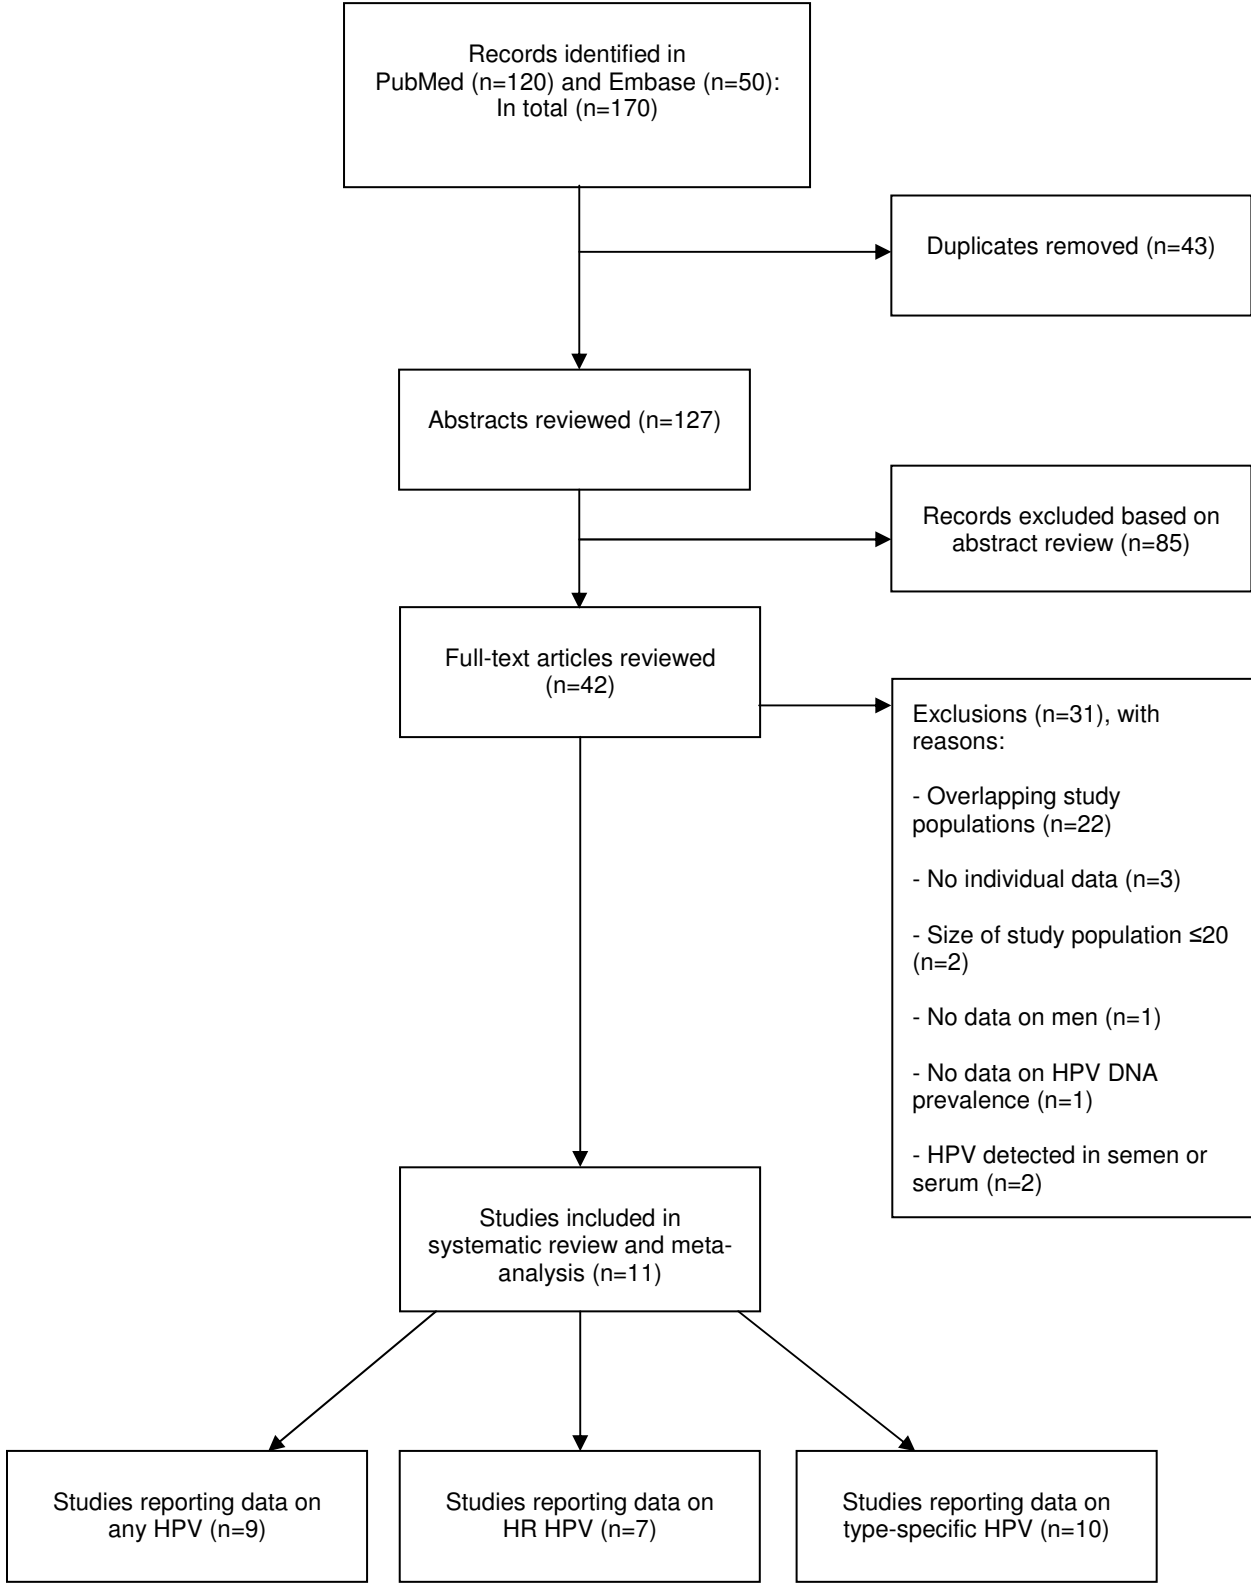 Records identified in
PubMed (n=120) and Embase (n=50):
In total (n=170)
Duplicates removed (n=43)
Abstracts reviewed (n=127)
Records excluded based on
abstract review (n=85)
Full-text articles reviewed
(n=42)
Exclusions (n=31), with
reasons:
- Overlapping study
populations (n=22)
- No individual data (n=3)
- Size of study population ≤20
(n=2)
- No data on men (n=1)
- No data on HPV DNA
prevalence (n=1)
- HPV detected in semen or
serum (n=2)
Studies included in
systematic review and meta-
analysis (n=11)
Studies reporting data on
any HPV (n=9)
Studies reporting data on
HR HPV (n=7)
Studies reporting data on
type-specific HPV (n=10)